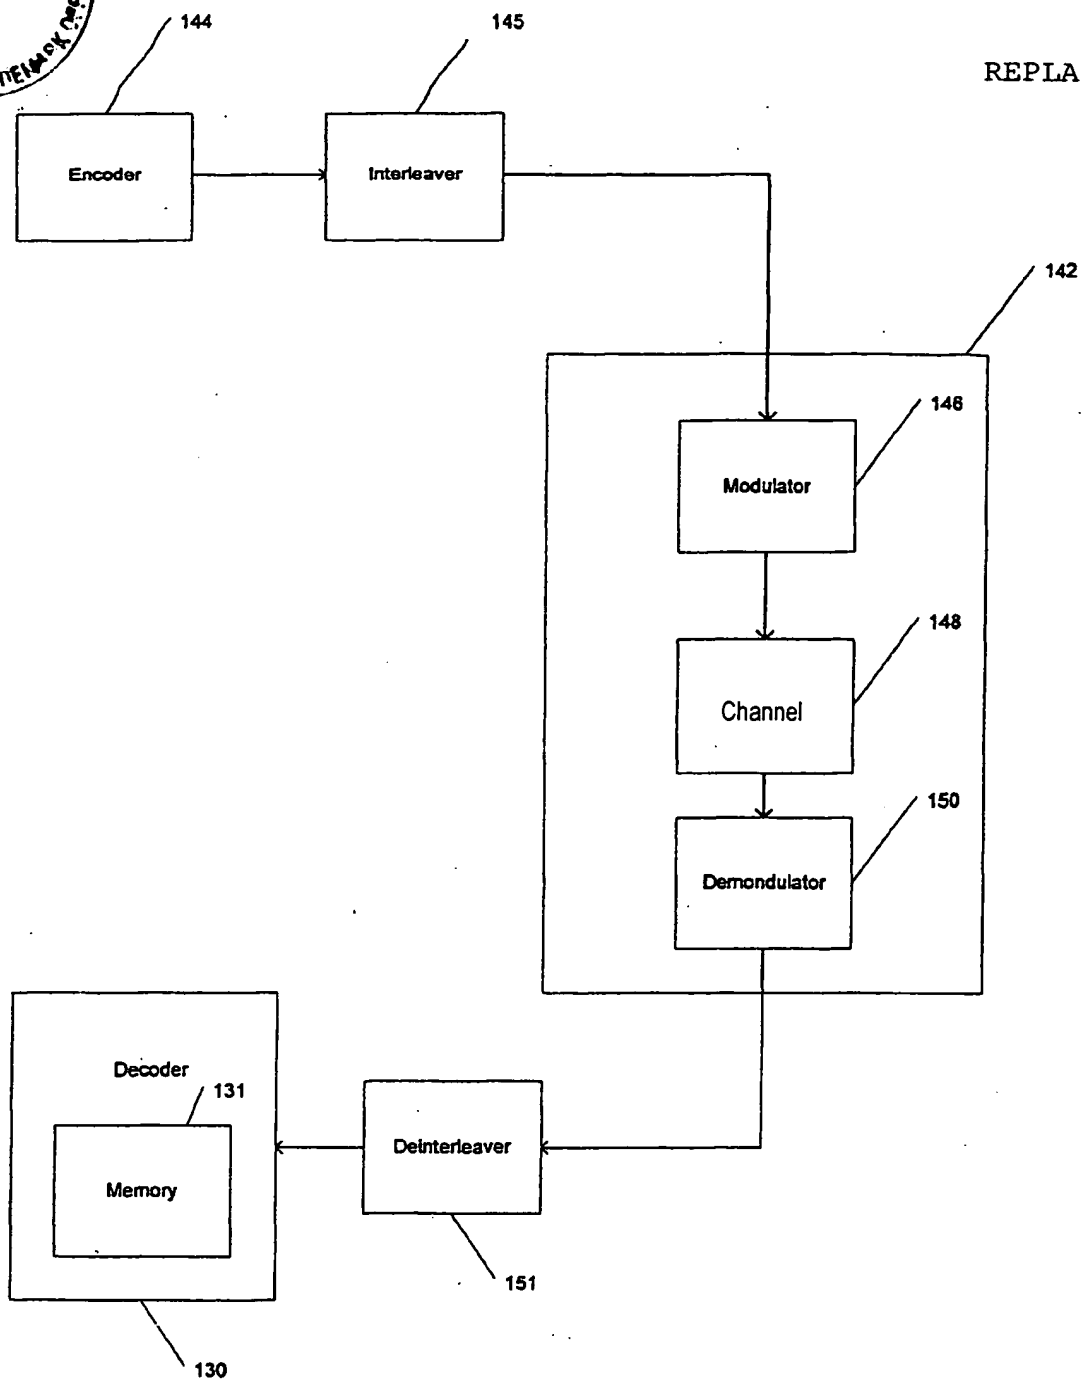 144
145
REPLA
Encoder
Interleaver
142
146
Modulator
148
Channel
150
Demondulator
Decoder
131
Memory
Deinterleaver
151
130